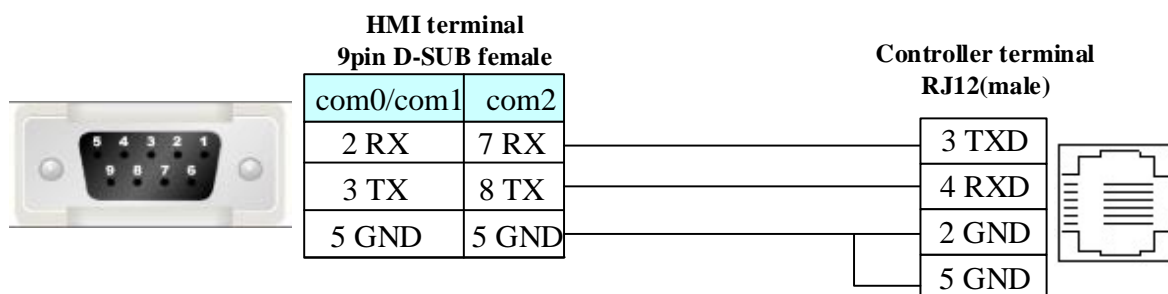 HMI terminal
9pin D-SUB female
Controller terminal
RJ12(male)
com0/com1 com2
2 RX 7 RX
3 TX 8 TX
5 GND 5 GND
3 TXD
4 RXD
2 GND
5 GND
5 4 3 2 1
9 8 7 6